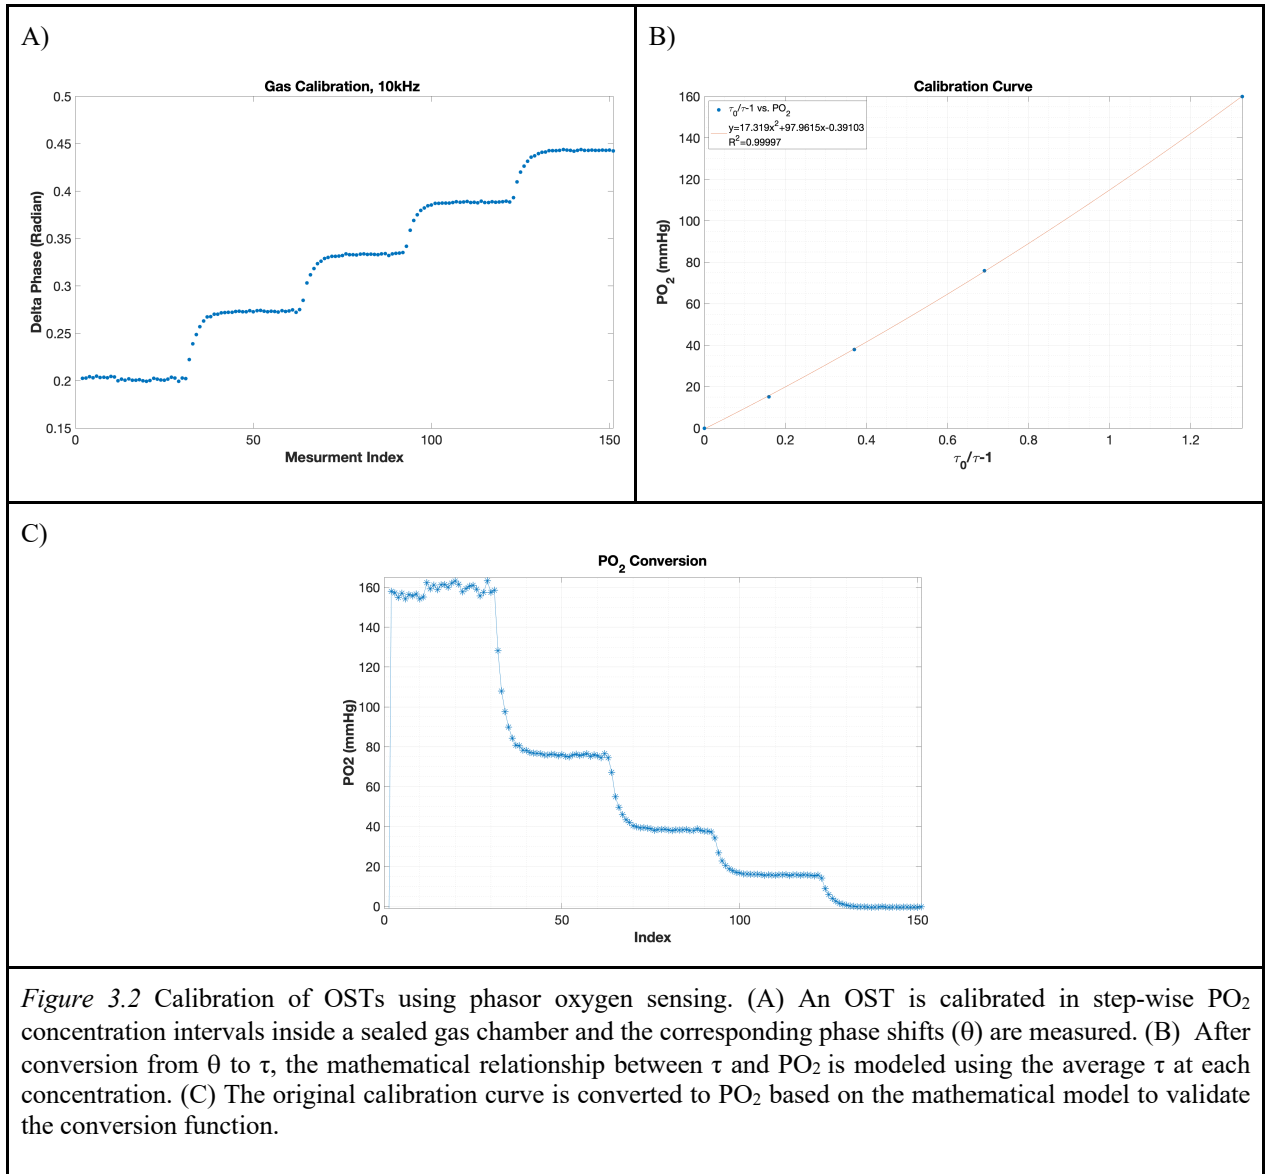 A)
Gas Calibration, 10kHz
0.5
0.45
0.4
0.35
0.3
0.25
0.2
0.15
Delta Phase (Radian)
0
50
100
150
Mesurment Index
B)
Calibration Curve
160
140
120
100
80
60
40
20
0
PO2 (mmHg)
τ0/τ-1 vs. PO2
y=17.319x²+97.9615x-0.39103
R²=0.99997
0
0.2
0.4
0.6
0.8
1
1.2
τ0/τ-1
C)
PO2 Conversion
160
140
120
100
80
60
40
20
0
PO2 (mmHg)
0
50
100
150
Index
Figure 3.2 Calibration of OSTs using phasor oxygen sensing. (A) An OST is calibrated in step-wise PO2
concentration intervals inside a sealed gas chamber and the corresponding phase shifts (θ) are measured. (B) After
conversion from θ to τ, the mathematical relationship between τ and PO2 is modeled using the average τ at each
concentration. (C) The original calibration curve is converted to PO2 based on the mathematical model to validate
the conversion function.